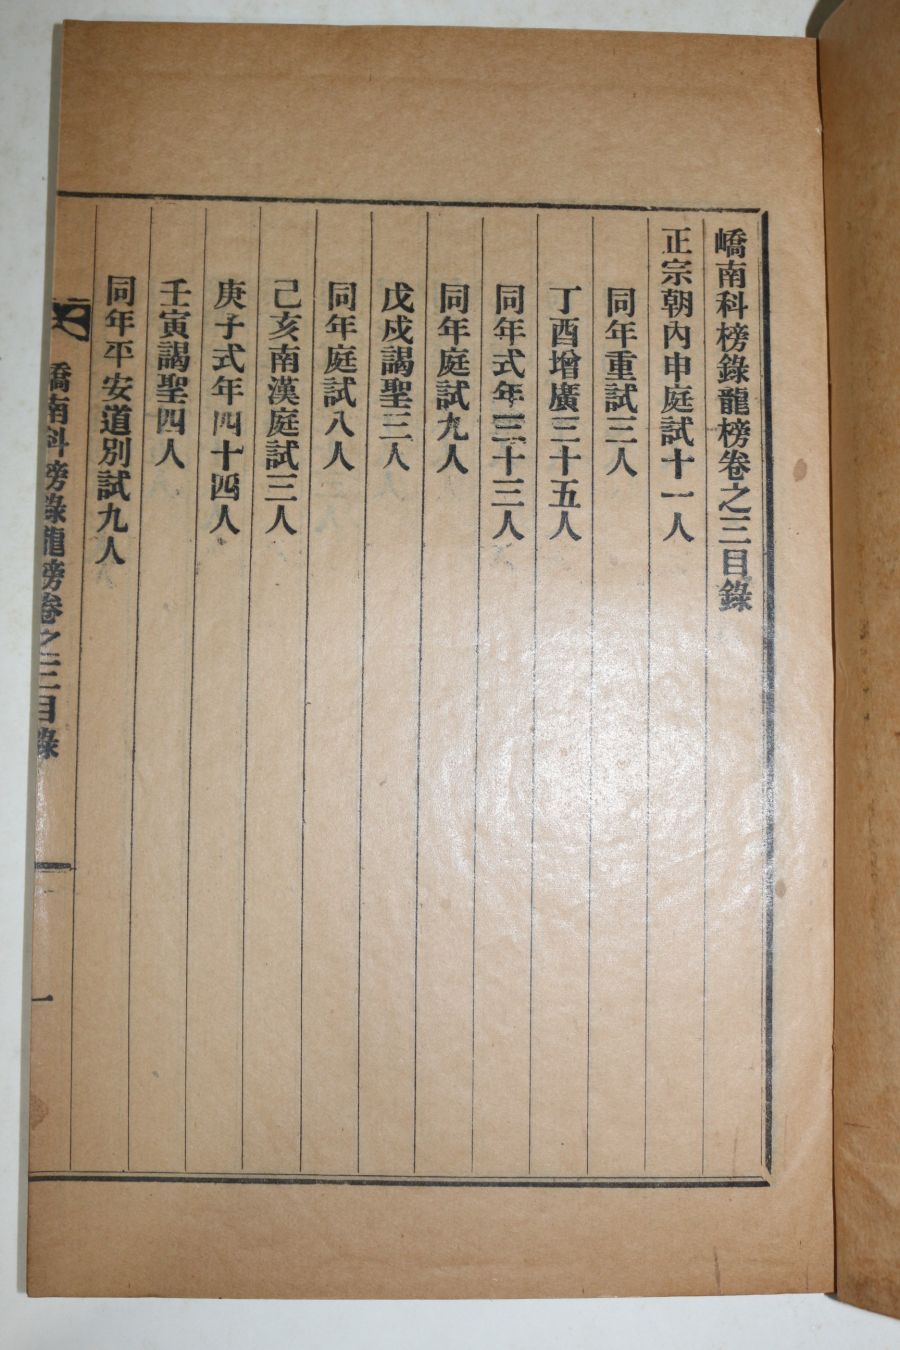 嶠南科榜錄龍榜卷之三目錄
正宗朝內申庭試十一人
同年重試三人
丁酉增廣三十五人
同年式年三十三人
同年庭試九人
戊戌謁聖三人
同年庭試八人
己亥南漢庭試三人
庚子式年四十四人
壬寅謁聖四人
同年平安道別試九人
嶠南科榜錄龍榜卷之三目錄
一